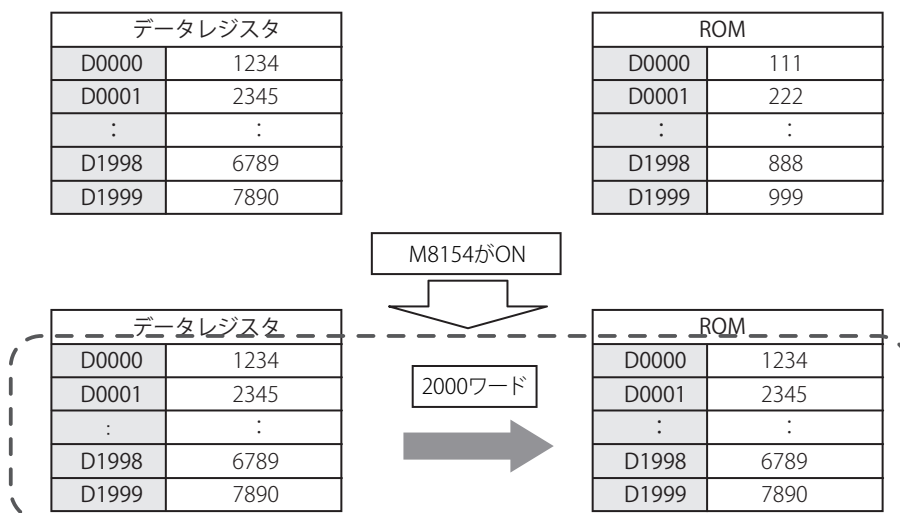 データレジスタ
D0000 1234
D0001 2345
: :
D1998 6789
D1999 7890
ROM
D0000 111
D0001 222
: :
D1998 888
D1999 999
M8154がON
データレジスタ
D0000 1234
D0001 2345
: :
D1998 6789
D1999 7890
2000ワード
ROM
D0000 1234
D0001 2345
: :
D1998 6789
D1999 7890